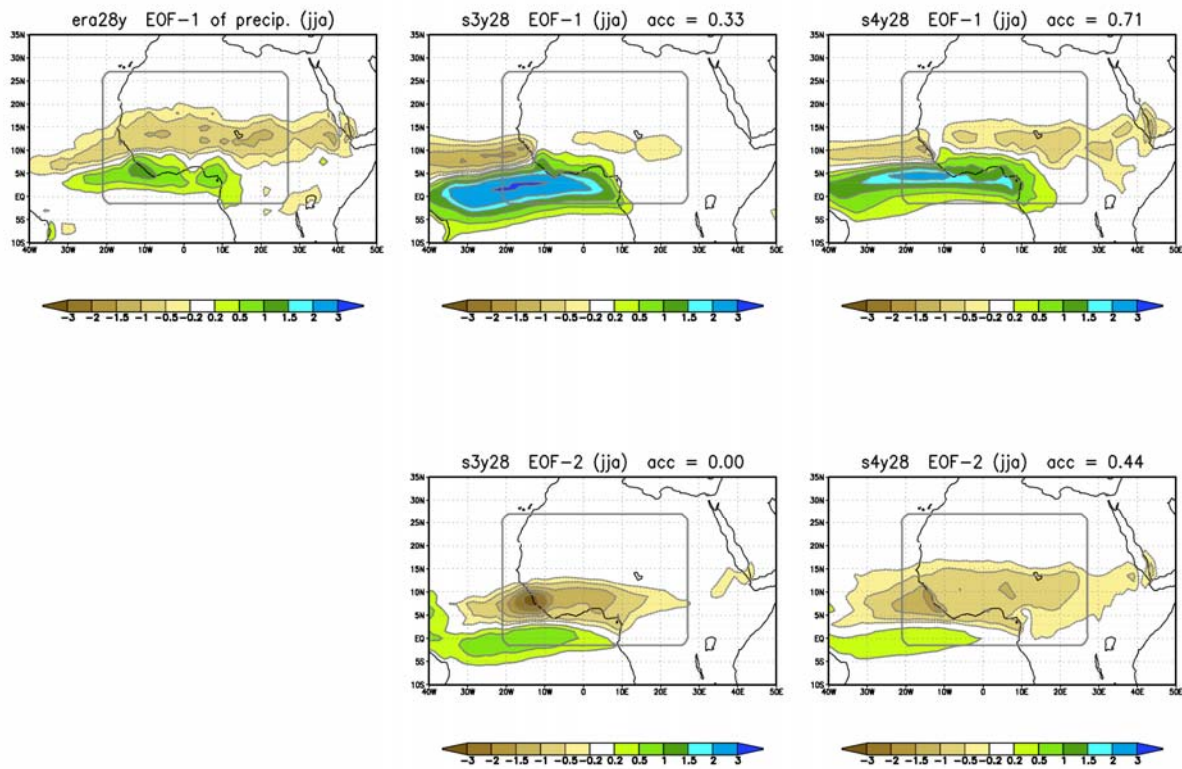 era28y EOF-1 of precip. (jja)
s3y28 EOF-1 (jja) acc = 0.33
s4y28 EOF-1 (jja) acc = 0.71
35N
30N
25N
20N
15N
10N
5N
EQ
5S
10S
40W 30W 20W 10W 0 10E 20E 30E 40E 50E
35N
30N
25N
20N
15N
10N
5N
EQ
5S
10S
40W 30W 20W 10W 0 10E 20E 30E 40E 50E
35N
30N
25N
20N
15N
10N
5N
EQ
5S
10S
40W 30W 20W 10W 0 10E 20E 30E 40E 50E
-3 -2 -1.5 -1 -0.5 -0.2 0.2 0.5 1 1.5 2 3
-3 -2 -1.5 -1 -0.5 -0.2 0.2 0.5 1 1.5 2 3
-3 -2 -1.5 -1 -0.5 -0.2 0.2 0.5 1 1.5 2 3
s3y28 EOF-2 (jja) acc = 0.00
s4y28 EOF-2 (jja) acc = 0.44
35N
30N
25N
20N
15N
10N
5N
EQ
5S
10S
40W 30W 20W 10W 0 10E 20E 30E 40E 50E
35N
30N
25N
20N
15N
10N
5N
EQ
5S
10S
40W 30W 20W 10W 0 10E 20E 30E 40E 50E
-3 -2 -1.5 -1 -0.5 -0.2 0.2 0.5 1 1.5 2 3
-3 -2 -1.5 -1 -0.5 -0.2 0.2 0.5 1 1.5 2 3